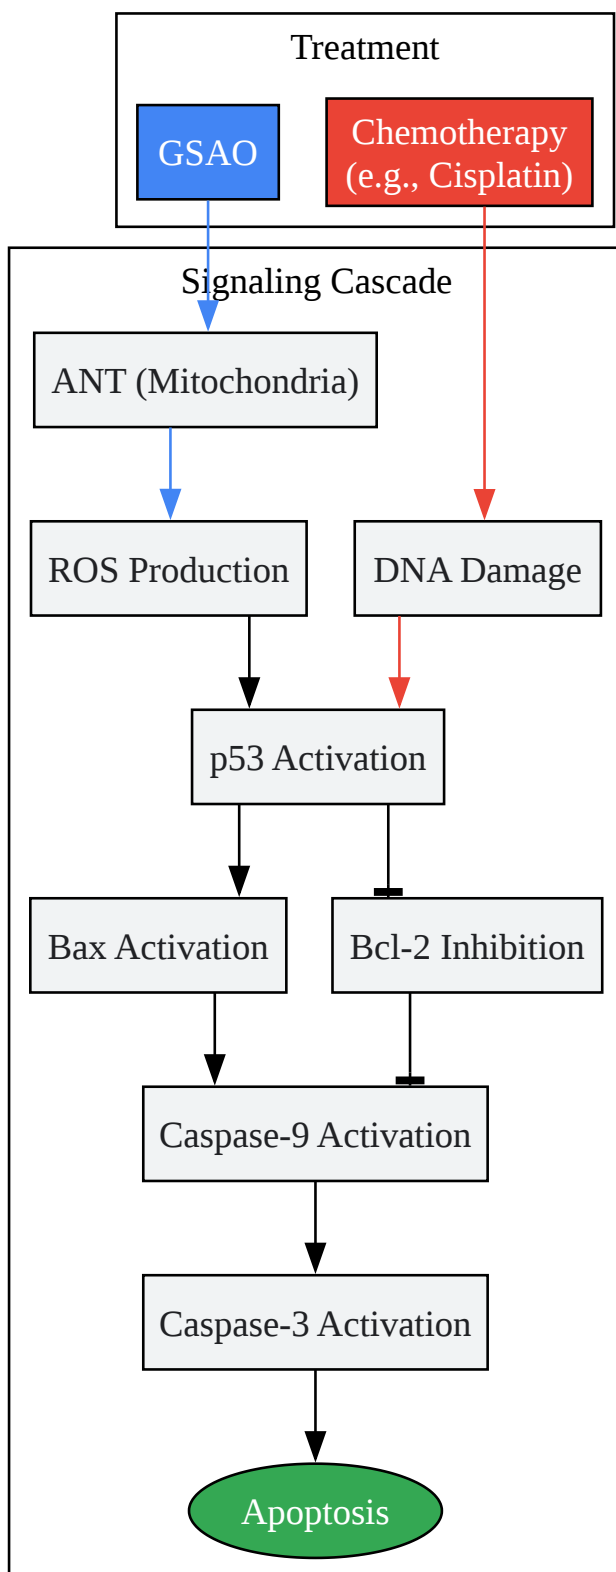 Treatment
GSAO
Chemotherapy
(e.g., Cisplatin)
Signaling Cascade
ANT (Mitochondria)
ROS Production
DNA Damage
p53 Activation
Bax Activation
Bcl-2 Inhibition
Caspase-9 Activation
Caspase-3 Activation
Apoptosis